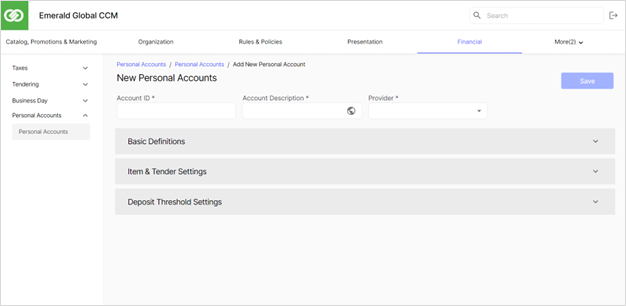 Emerald Global CCM
Search
Catalog, Promotions & Marketing
Organization
Rules & Policies
Presentation
Financial
More(2)
Taxes
Tendering
Business Day
Personal Accounts
Personal Accounts
Personal Accounts / Personal Accounts / Add New Personal Account
New Personal Accounts
Save
Account ID *
Account Description *
Provider *
Basic Definitions
Item & Tender Settings
Deposit Threshold Settings